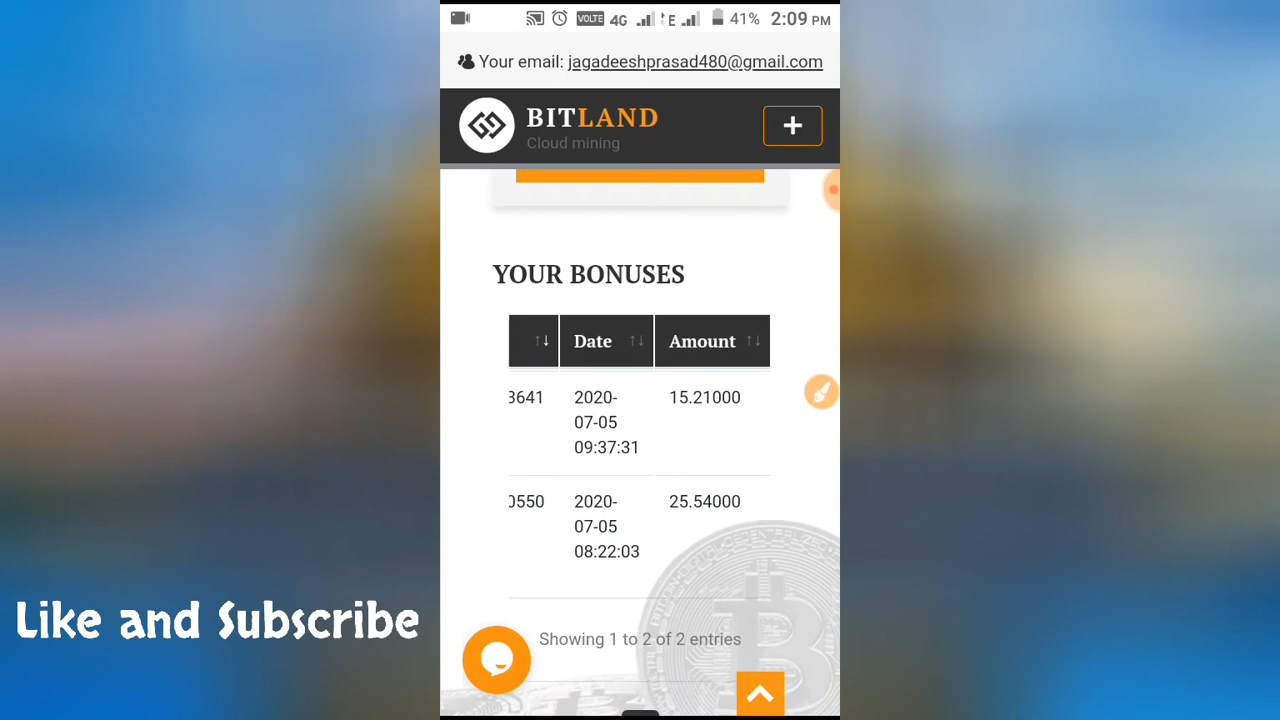 VOLTE 4G E 41% 2:09 PM
Your email: jagadeeshprasad480@gmail.com
BITLAND
Cloud mining
YOUR BONUSES
Date Amount
3641 2020-07-05 09:37:31 15.21000
0550 2020-07-05 08:22:03 25.54000
Showing 1 to 2 of 2 entries
Like and Subscribe